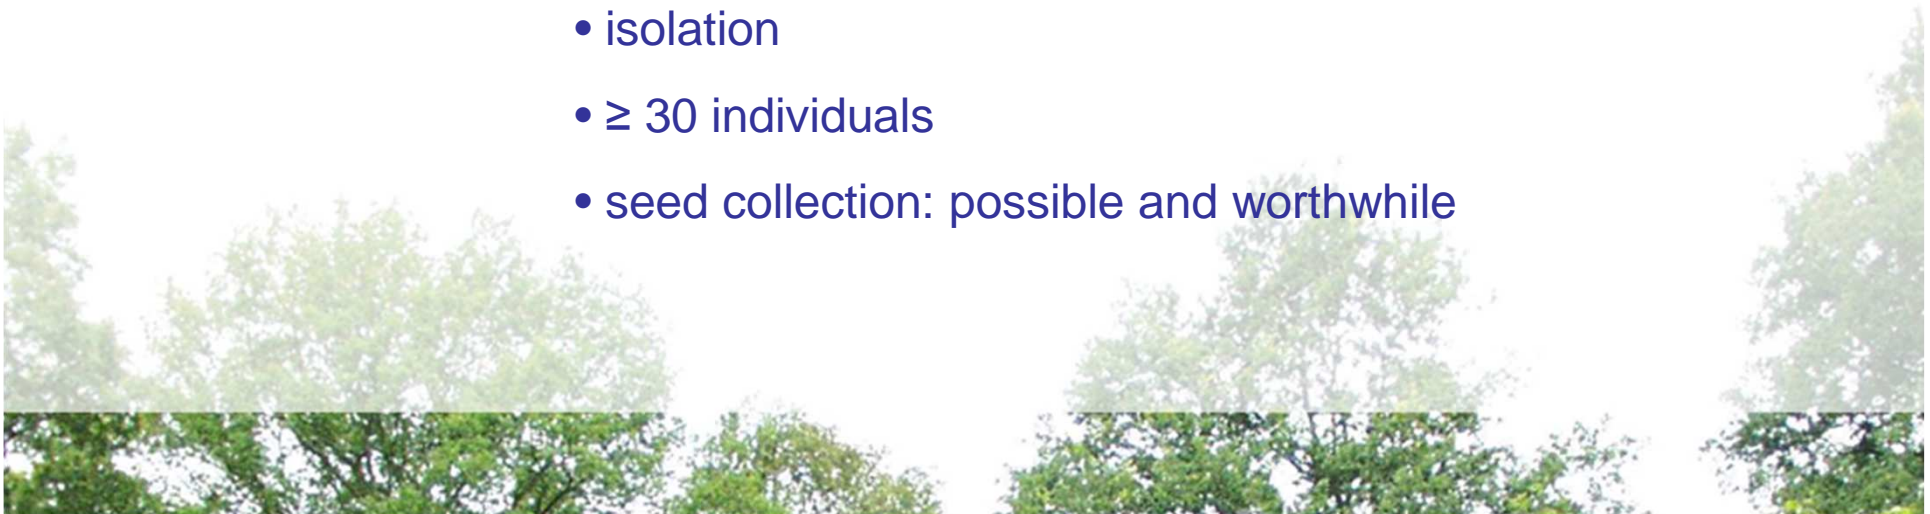 • isolation
• ≥ 30 individuals
• seed collection: possible and worthwhile